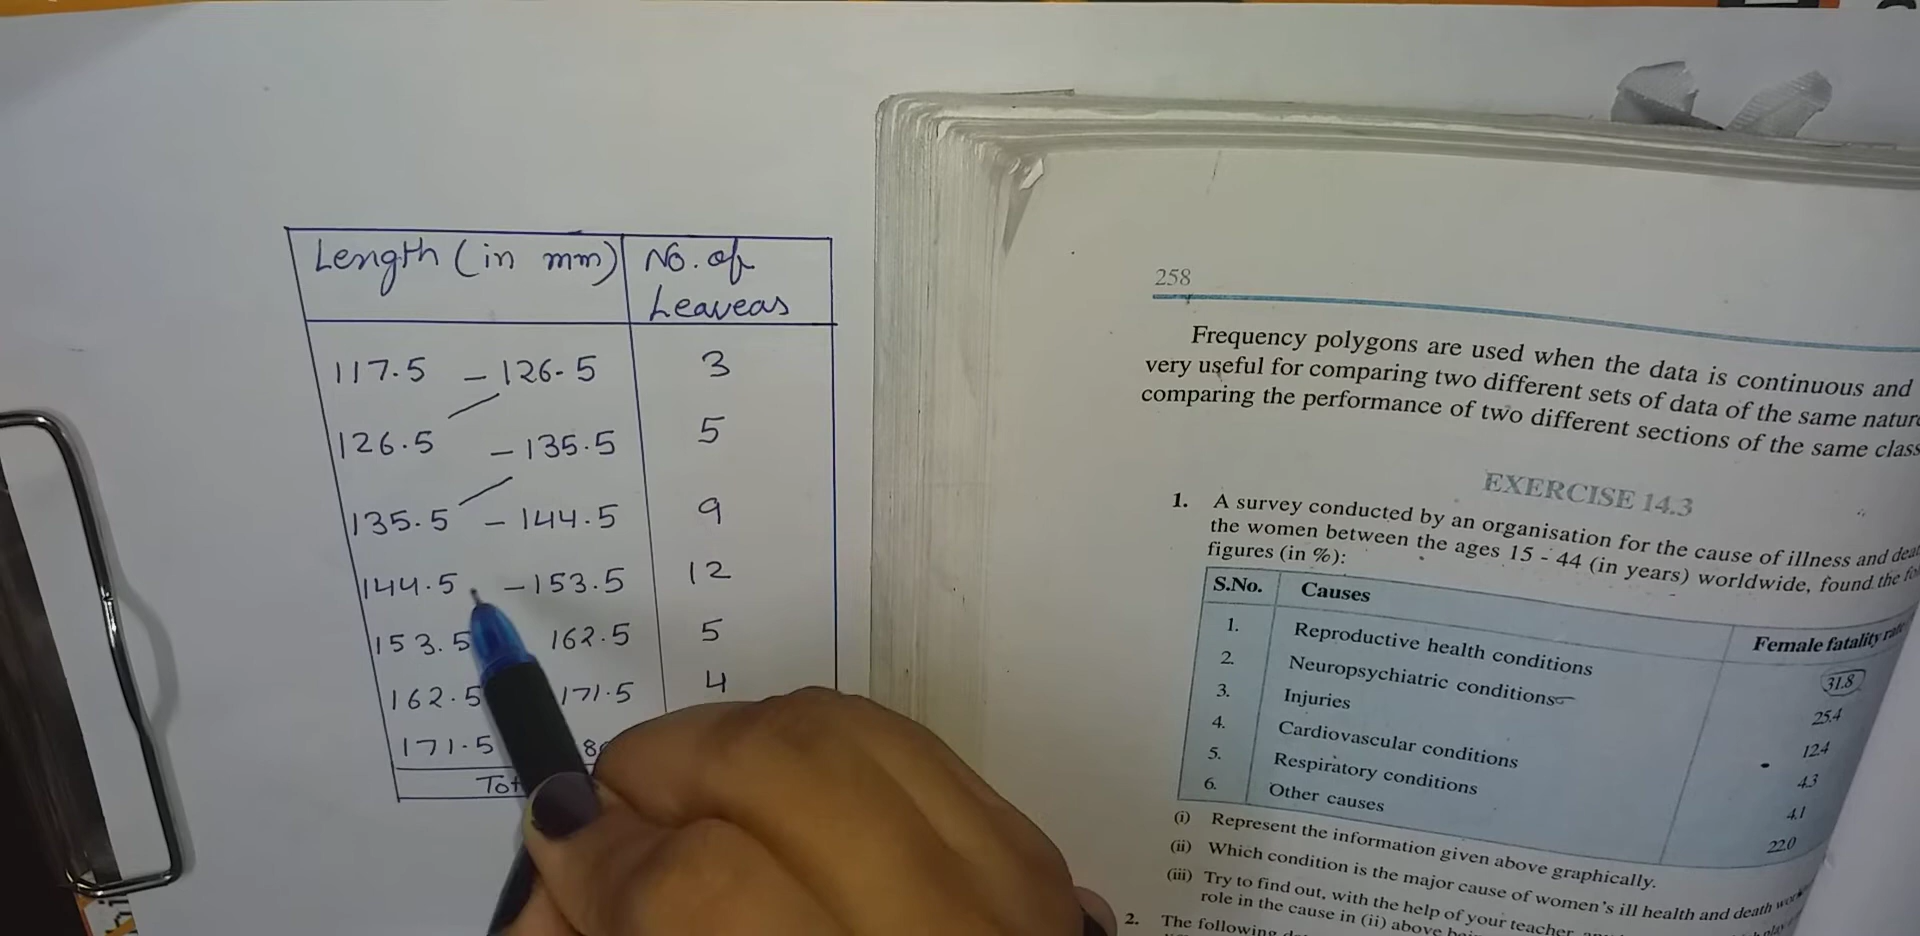 Length (in mm) No. of
Leaveas
117.5 – 126.5 3
126.5 – 135.5 5
135.5 – 144.5 9
144.5 – 153.5 12
153.5 162.5 5
162.5 171.5 4
171.5
258
Frequency polygons are used when the data is continuous and
very useful for comparing two different sets of data of the same nature
comparing the performance of two different sections of the same class
EXERCISE 14.3
1. A survey conducted by an organisation for the cause of illness and
the women between the ages 15 - 44 (in years) worldwide, found the
figures (in %):
S.No. Causes Female fatality
1. Reproductive health conditions 31.8
2. Neuropsychiatric conditions 25.4
3. Injuries 12.4
4. Cardiovascular conditions 4.3
5. Respiratory conditions 4.1
6. Other causes 22.0
(i) Represent the information given above graphically.
(ii) Which condition is the major cause of women's ill health and death
(iii) Try to find out, with the help of your teacher,
role in the cause in (ii) above
2. The following